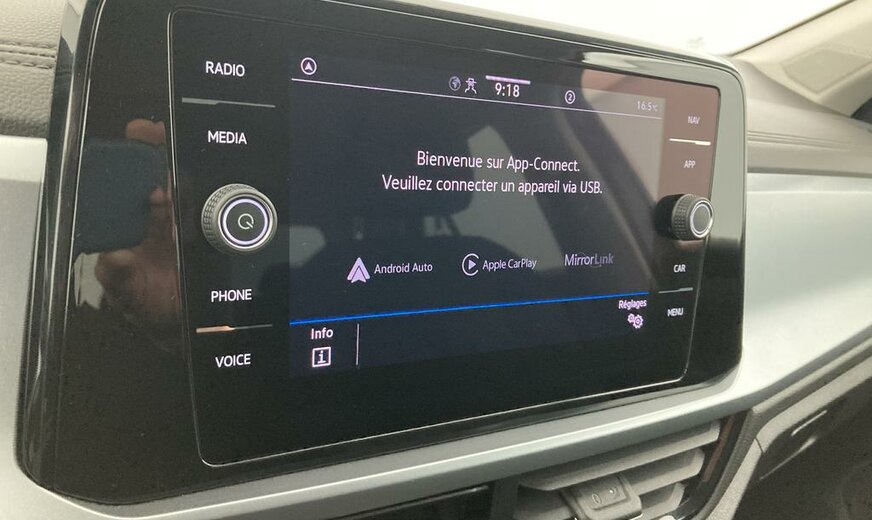 RADIO
MEDIA
PHONE
VOICE
9:18
2
16.5°C
Bienvenue sur App-Connect.
Veuillez connecter un appareil via USB.
Android Auto
Apple CarPlay
MirrorLink
Info
i
Réglages
NAV
APP
CAR
MENU